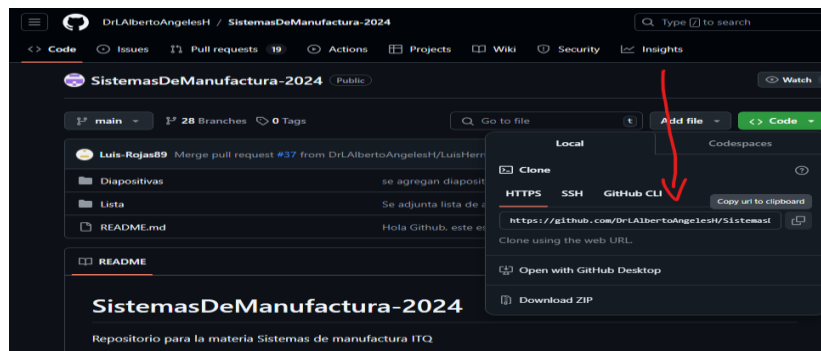 DrLAlbertoAngelesH / SistemasDeManufactura-2024
Type / to search
Code Issues Pull requests 19 Actions Projects Wiki Security Insights
SistemasDeManufactura-2024 Public
Watch
main 28 Branches 0 Tags
Go to file t
Add file Code
Local Codespaces
Luis-Rojas89 Merge pull request #37 from DrLAlbertoAngelesH/LuisHern
Clone
Diapositivas se agregan diaposit
HTTPS SSH GitHub CLI
Copy url to clipboard
Lista Se adjunta lista de a
https://github.com/DrLAlbertoAngelesH/SistemasD
README.md Hola Github, este es
Clone using the web URL.
README
Open with GitHub Desktop
Download ZIP
SistemasDeManufactura-2024
Repositorio para la materia Sistemas de manufactura ITQ